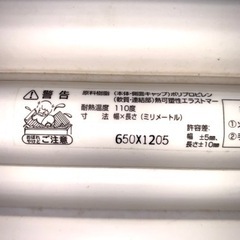 ⚠警告
原料樹脂 (本体・側面キャップ)ポリプロピレン
(軟質・連結部)熱可塑性エラストマー
耐熱温度 110度
寸 法 幅×長さ(ミリメートル)
650X1205
許容差:
幅 ±5mm
長さ±10mm
ご注意